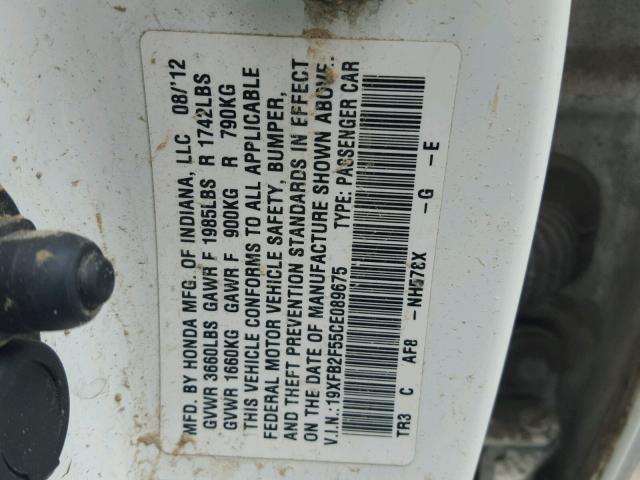 MFD. BY HONDA MFG. OF INDIANA, LLC 08/'12
GVWR 3660LBS GAWR F 1985LBS R 1742LBS
GVWR 1660KG GAWR F 900KG R 790KG
THIS VEHICLE CONFORMS TO ALL APPLICABLE
FEDERAL MOTOR VEHICLE SAFETY, BUMPER,
AND THEFT PREVENTION STANDARDS IN EFFECT
ON THE DATE OF MANUFACTURE SHOWN ABOVE.
V.I.N.: 19XFB2F55CE089675 TYPE: PASSENGER CAR
TR3 C AF8 -NH578X -G -E